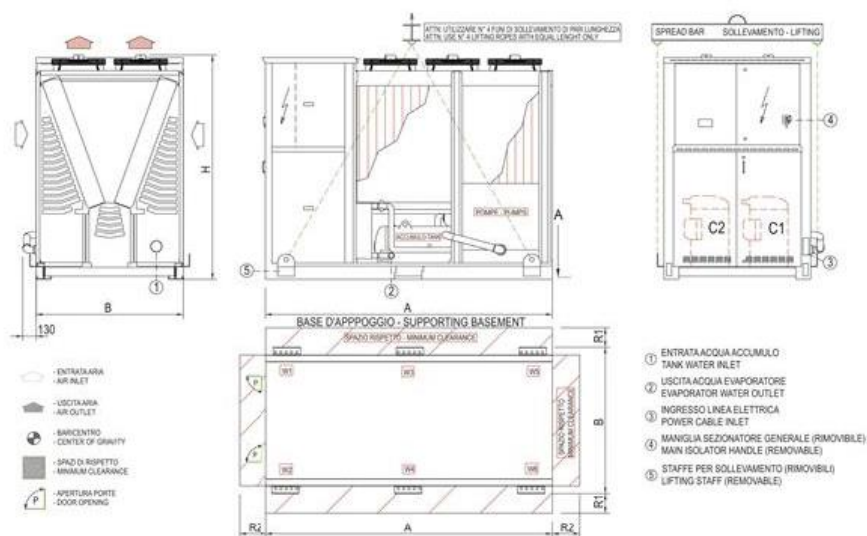 ATTN: UTILIZZARE N° 4 FUNI DI SOLLEVAMENTO DI PARI LUNGHEZZA
ATTN: USE N° 4 LIFTING ROPES WITH EQUAL LENGHT ONLY
SPREAD BAR SOLLEVAMENTO - LIFTING
H
1
B
130
POMPE - PUMPS
ACCUMULO-TANK
A
5
2
A
4
C2 C1
3
BASE D'APPPOGGIO - SUPPORTING BASEMENT
SPAZIO RISPETTO - MINIMUM CLEARANCE
R1
W1 W3 W5
P
P
W2 W4 W6
SPAZIO RISPETTO
MINIMUM CLEARANCE
B
R1
R2 A R2
- ENTRATA ARIA
- AIR INLET
- USCITA ARIA
- AIR OUTLET
- BARICENTRO
- CENTER OF GRAVITY
- SPAZI DI RISPETTO
- MINIMUM CLEARANCE
P
- APERTURA PORTE
- DOOR OPENING
1 ENTRATA ACQUA ACCUMULO
TANK WATER INLET
2 USCITA ACQUA EVAPORATORE
EVAPORATOR WATER OUTLET
3 INGRESSO LINEA ELETTRICA
POWER CABLE INLET
4 MANIGLIA SEZIONATORE GENERALE (RIMOVIBILE)
MAIN ISOLATOR HANDLE (REMOVABLE)
5 STAFFE PER SOLLEVAMENTO (RIMOVIBILI)
LIFTING STAFF (REMOVABLE)